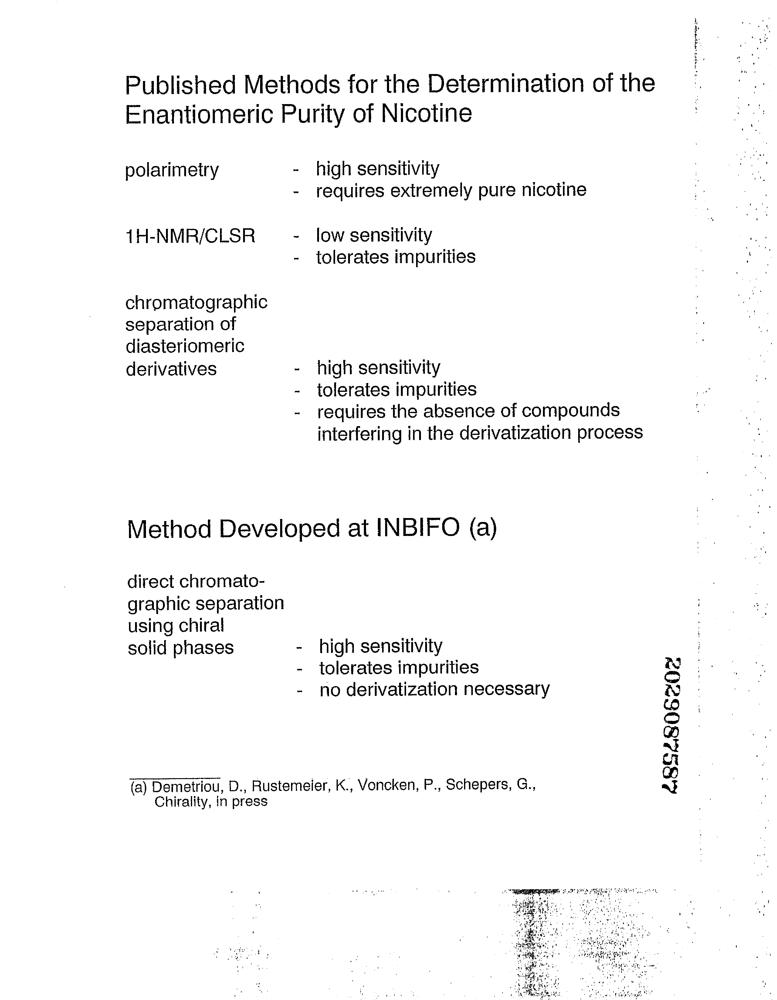 Published Methods for the Determination of the
Enantiomeric Purity of Nicotine
polarimetry - high sensitivity
- requires extremely pure nicotine
1H-NMR/CLSR - low sensitivity
- tolerates impurities
chromatographic
separation of
diasteriomeric
derivatives - high sensitivity
- tolerates impurities
- requires the absence of compounds
interfering in the derivatization process
Method Developed at INBIFO (a)
direct chromato-
graphic separation
using chiral
solid phases - high sensitivity
- tolerates impurities
- no derivatization necessary
(a) Demetriou, D., Rustemeier, K., Voncken, P., Schepers, G.,
Chirality, in press
2029087587